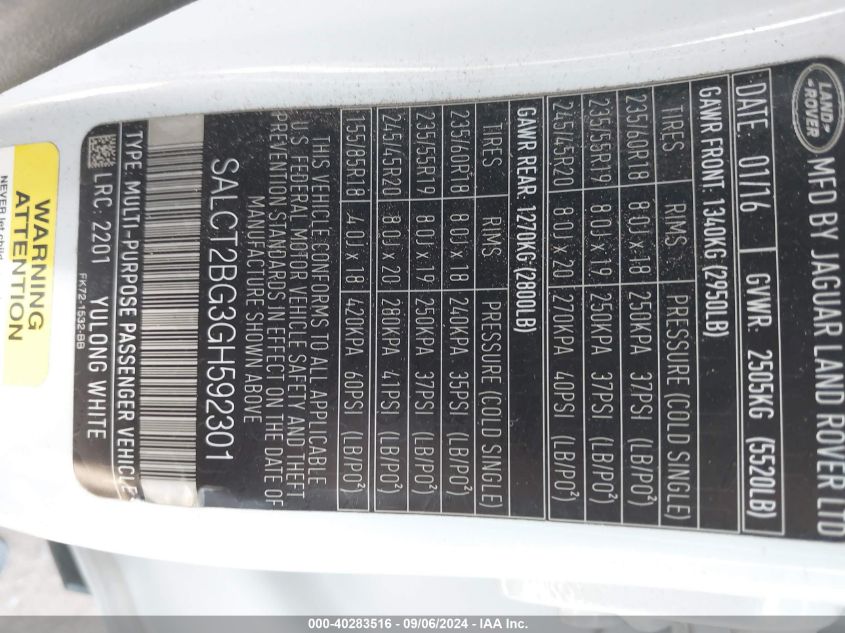 LAND-
ROVER
MFD BY JAGUAR LAND ROVER LTD
DATE: 01/16 GVWR: 2505KG (5520LB)
GAWR FRONT: 1340KG (2950LB)
TIRES RIMS PRESSURE (COLD SINGLE)
225/60R18 8.0J x 18 250KPA 37PSI (LB/PO²)
235/55R19 8.0J x 19 250KPA 37PSI (LB/PO²)
245/45R20 8.0J x 20 270KPA 40PSI (LB/PO²)
GAWR REAR: 1270KG (2800LB)
TIRES RIMS PRESSURE (COLD SINGLE)
235/60R18 8.0J x 18 240KPA 35PSI (LB/PO²)
235/55R19 8.0J x 19 250KPA 37PSI (LB/PO²)
245/45R20 8.0J x 20 280KPA 41PSI (LB/PO²)
155/85R18 4.0J x 18 420KPA 60PSI (LB/PO²)
THIS VEHICLE CONFORMS TO ALL APPLICABLE
U.S. FEDERAL MOTOR VEHICLE SAFETY AND THEFT
PREVENTION STANDARDS IN EFFECT ON THE DATE OF
MANUFACTURE SHOWN ABOVE
SALCT2BG3GH592301
TYPE: MULTI-PURPOSE PASSENGER VEHICLE
LRC: 2201 YULONG WHITE
FK72-1532-BB
WARNING
ATTENTION
NEVER let child
000-40283516 - 09/06/2024 - IAA Inc.